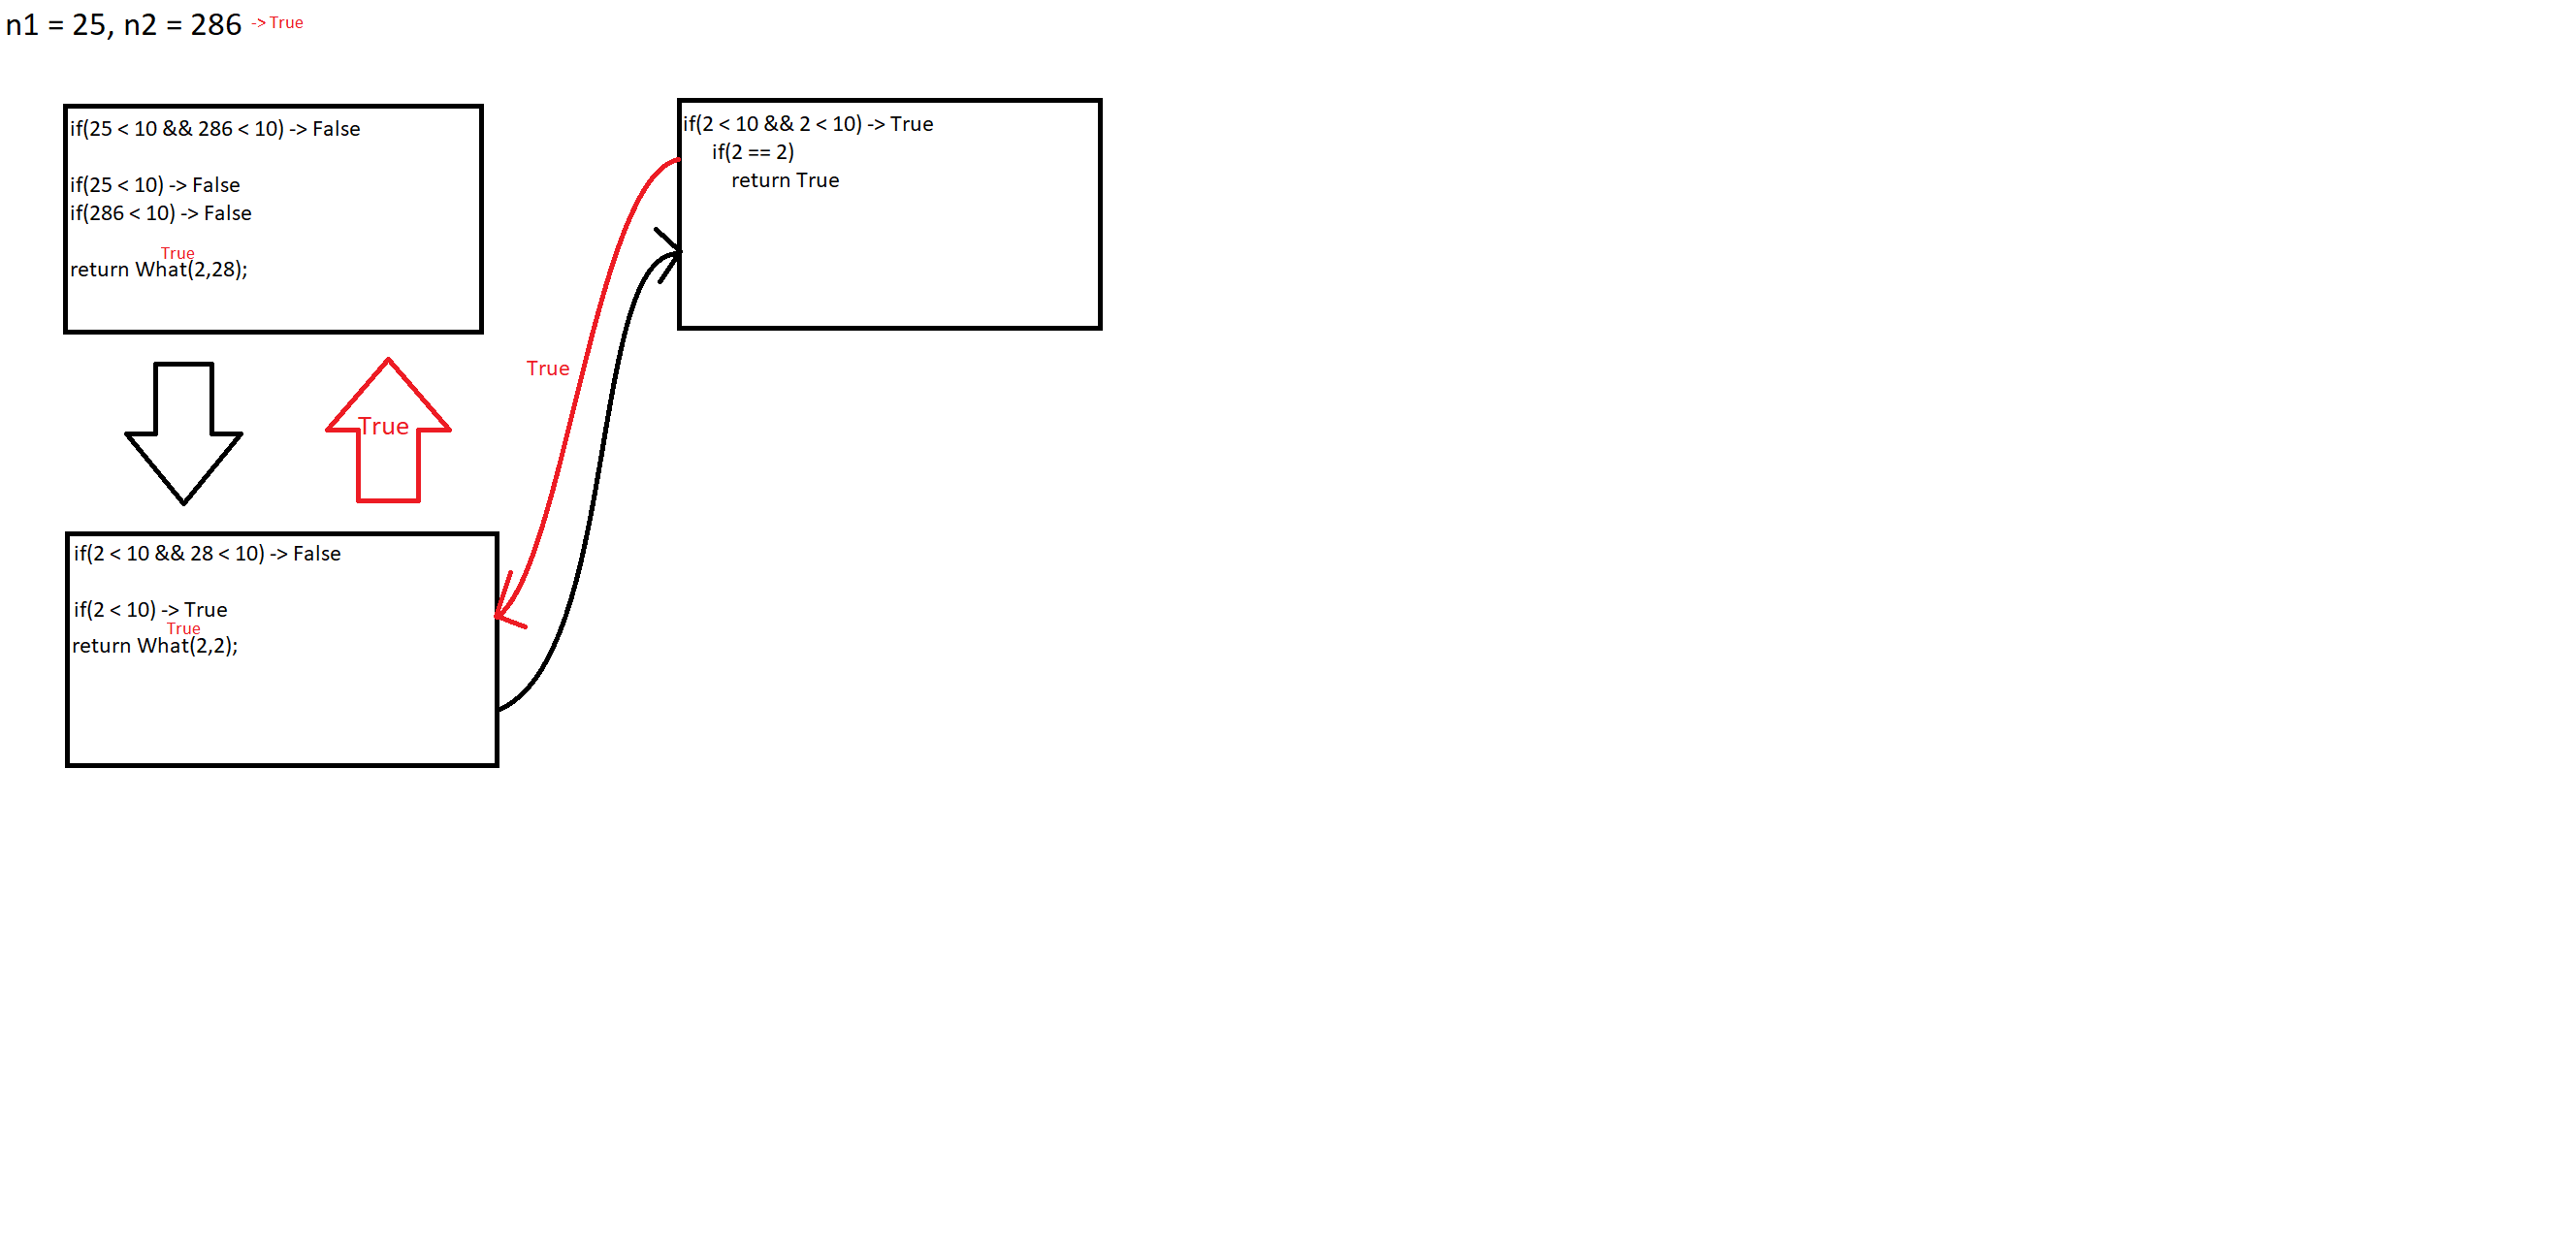 n1 = 25, n2 = 286 -> True
if(25 < 10 && 286 < 10) -> False
if(25 < 10) -> False
if(286 < 10) -> False
True
return What(2,28);
True
if(2 < 10 && 28 < 10) -> False
if(2 < 10) -> True
True
return What(2,2);
True
if(2 < 10 && 2 < 10) -> True
if(2 == 2)
return True